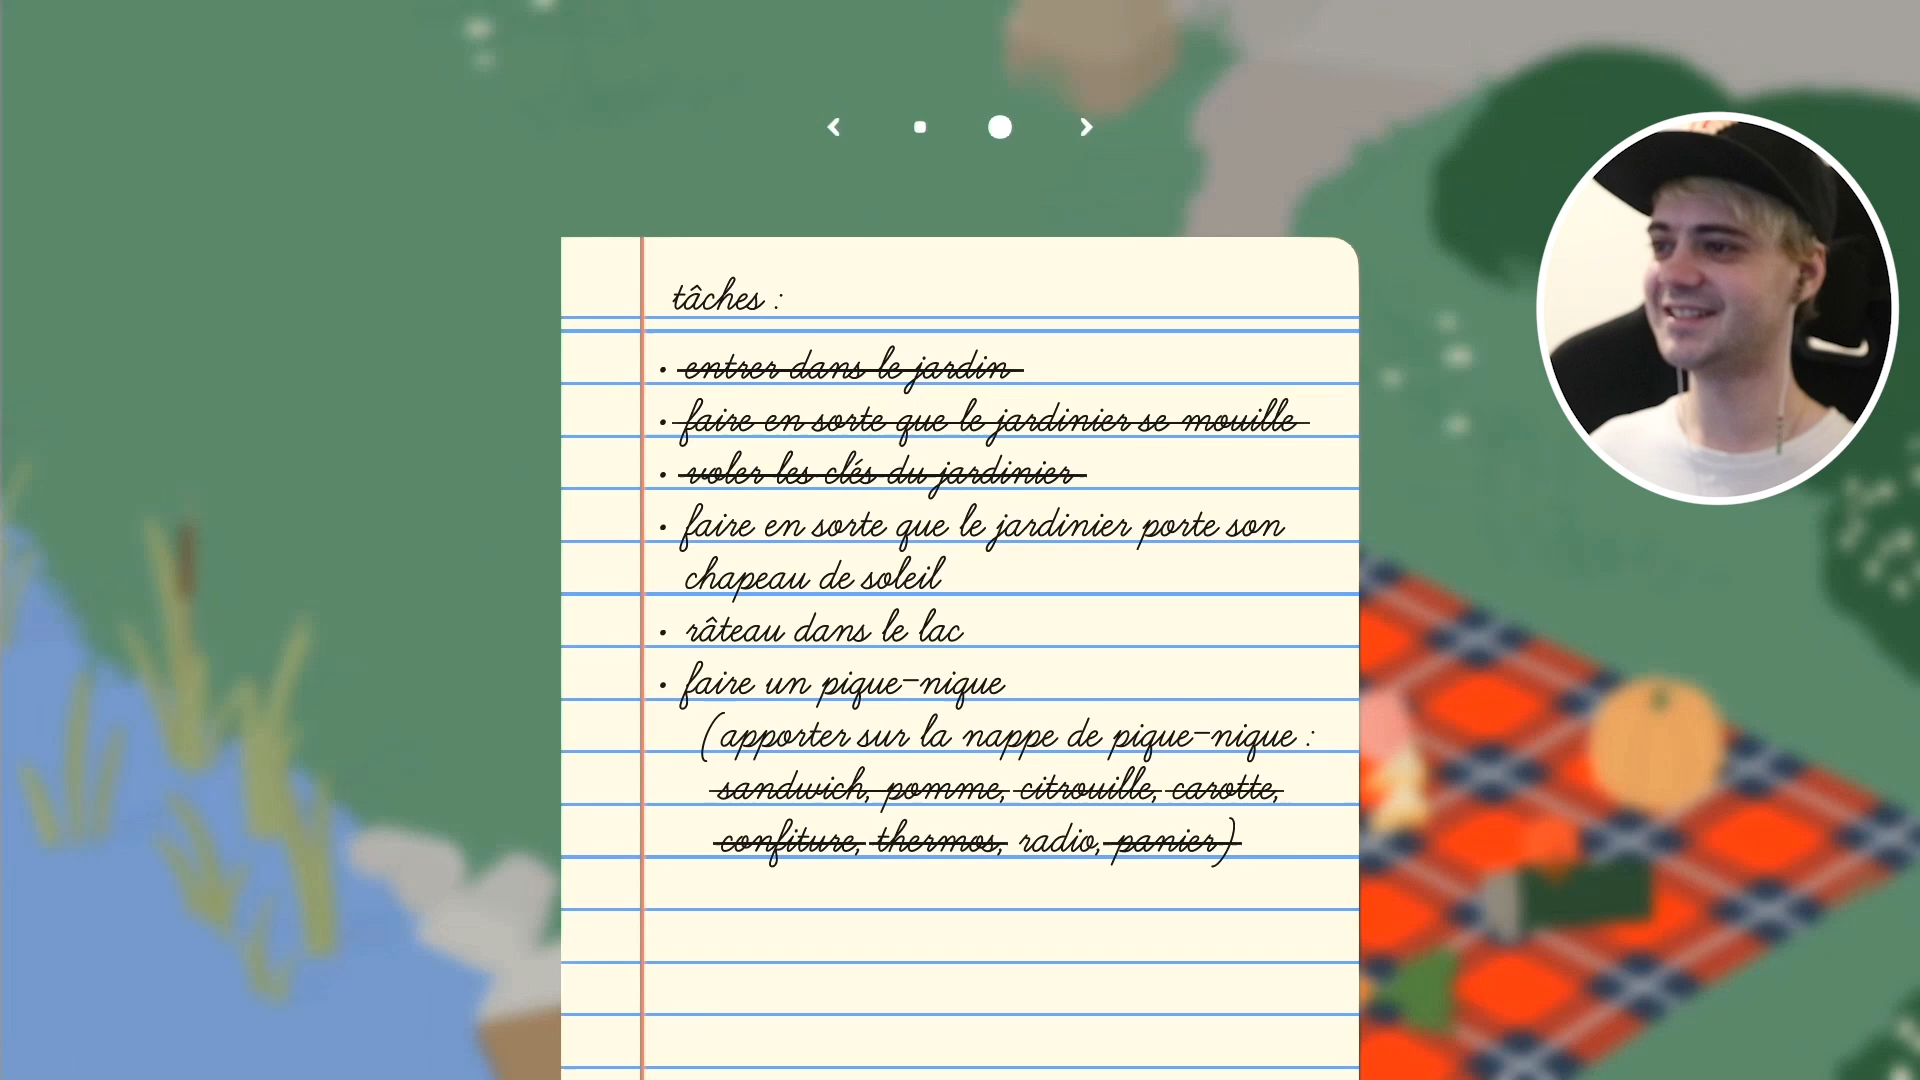 tâches :
• entrer dans le jardin
• faire en sorte que le jardinier se mouille
• voler les clés du jardinier
• faire en sorte que le jardinier porte son
chapeau de soleil
• râteau dans le lac
• faire un pique-nique
(apporter sur la nappe de pique-nique :
sandwich, pomme, citrouille, carotte,
confiture, thermos, radio, panier)